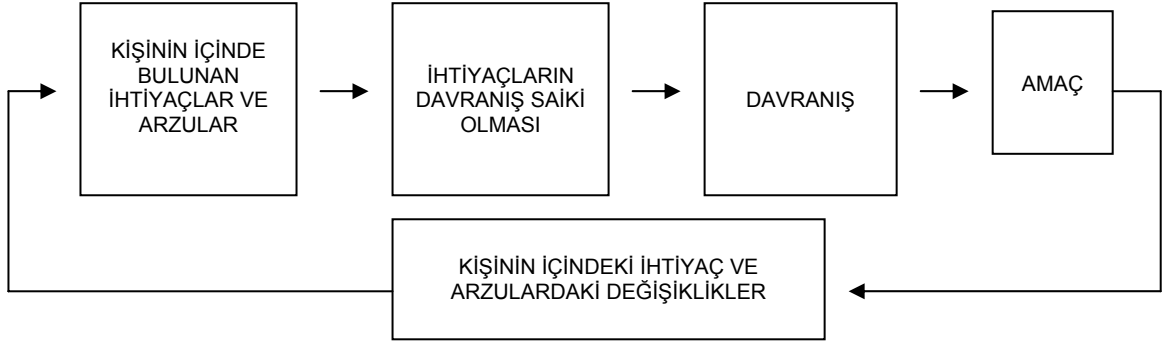 KİŞİNİN İÇİNDE
BULUNAN
İHTİYAÇLAR VE
ARZULAR
İHTİYAÇLARIN
DAVRANIŞ SAİKİ
OLMASI
DAVRANIŞ
AMAÇ
KİŞİNİN İÇİNDEKİ İHTİYAÇ VE
ARZULARDAKİ DEĞİŞİKLİKLER